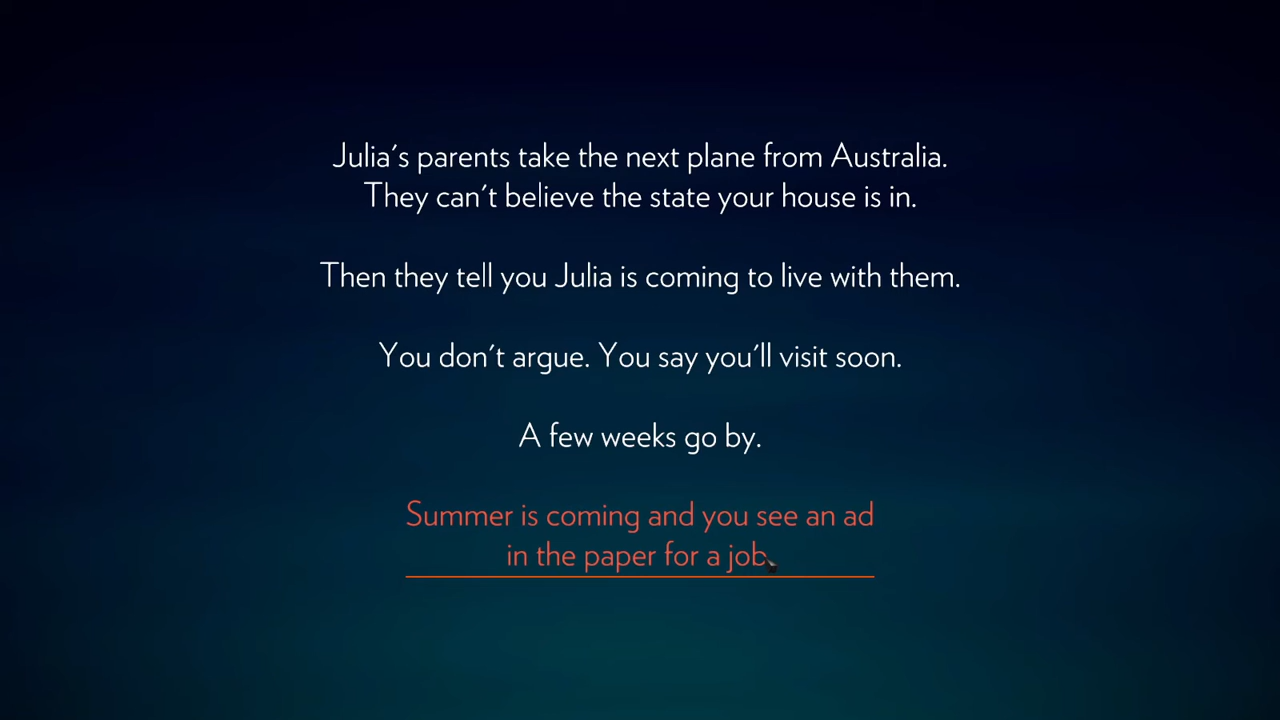 Julia's parents take the next plane from Australia.
They can't believe the state your house is in.
Then they tell you Julia is coming to live with them.
You don't argue. You say you'll visit soon.
A few weeks go by.
Summer is coming and you see an ad
in the paper for a job.